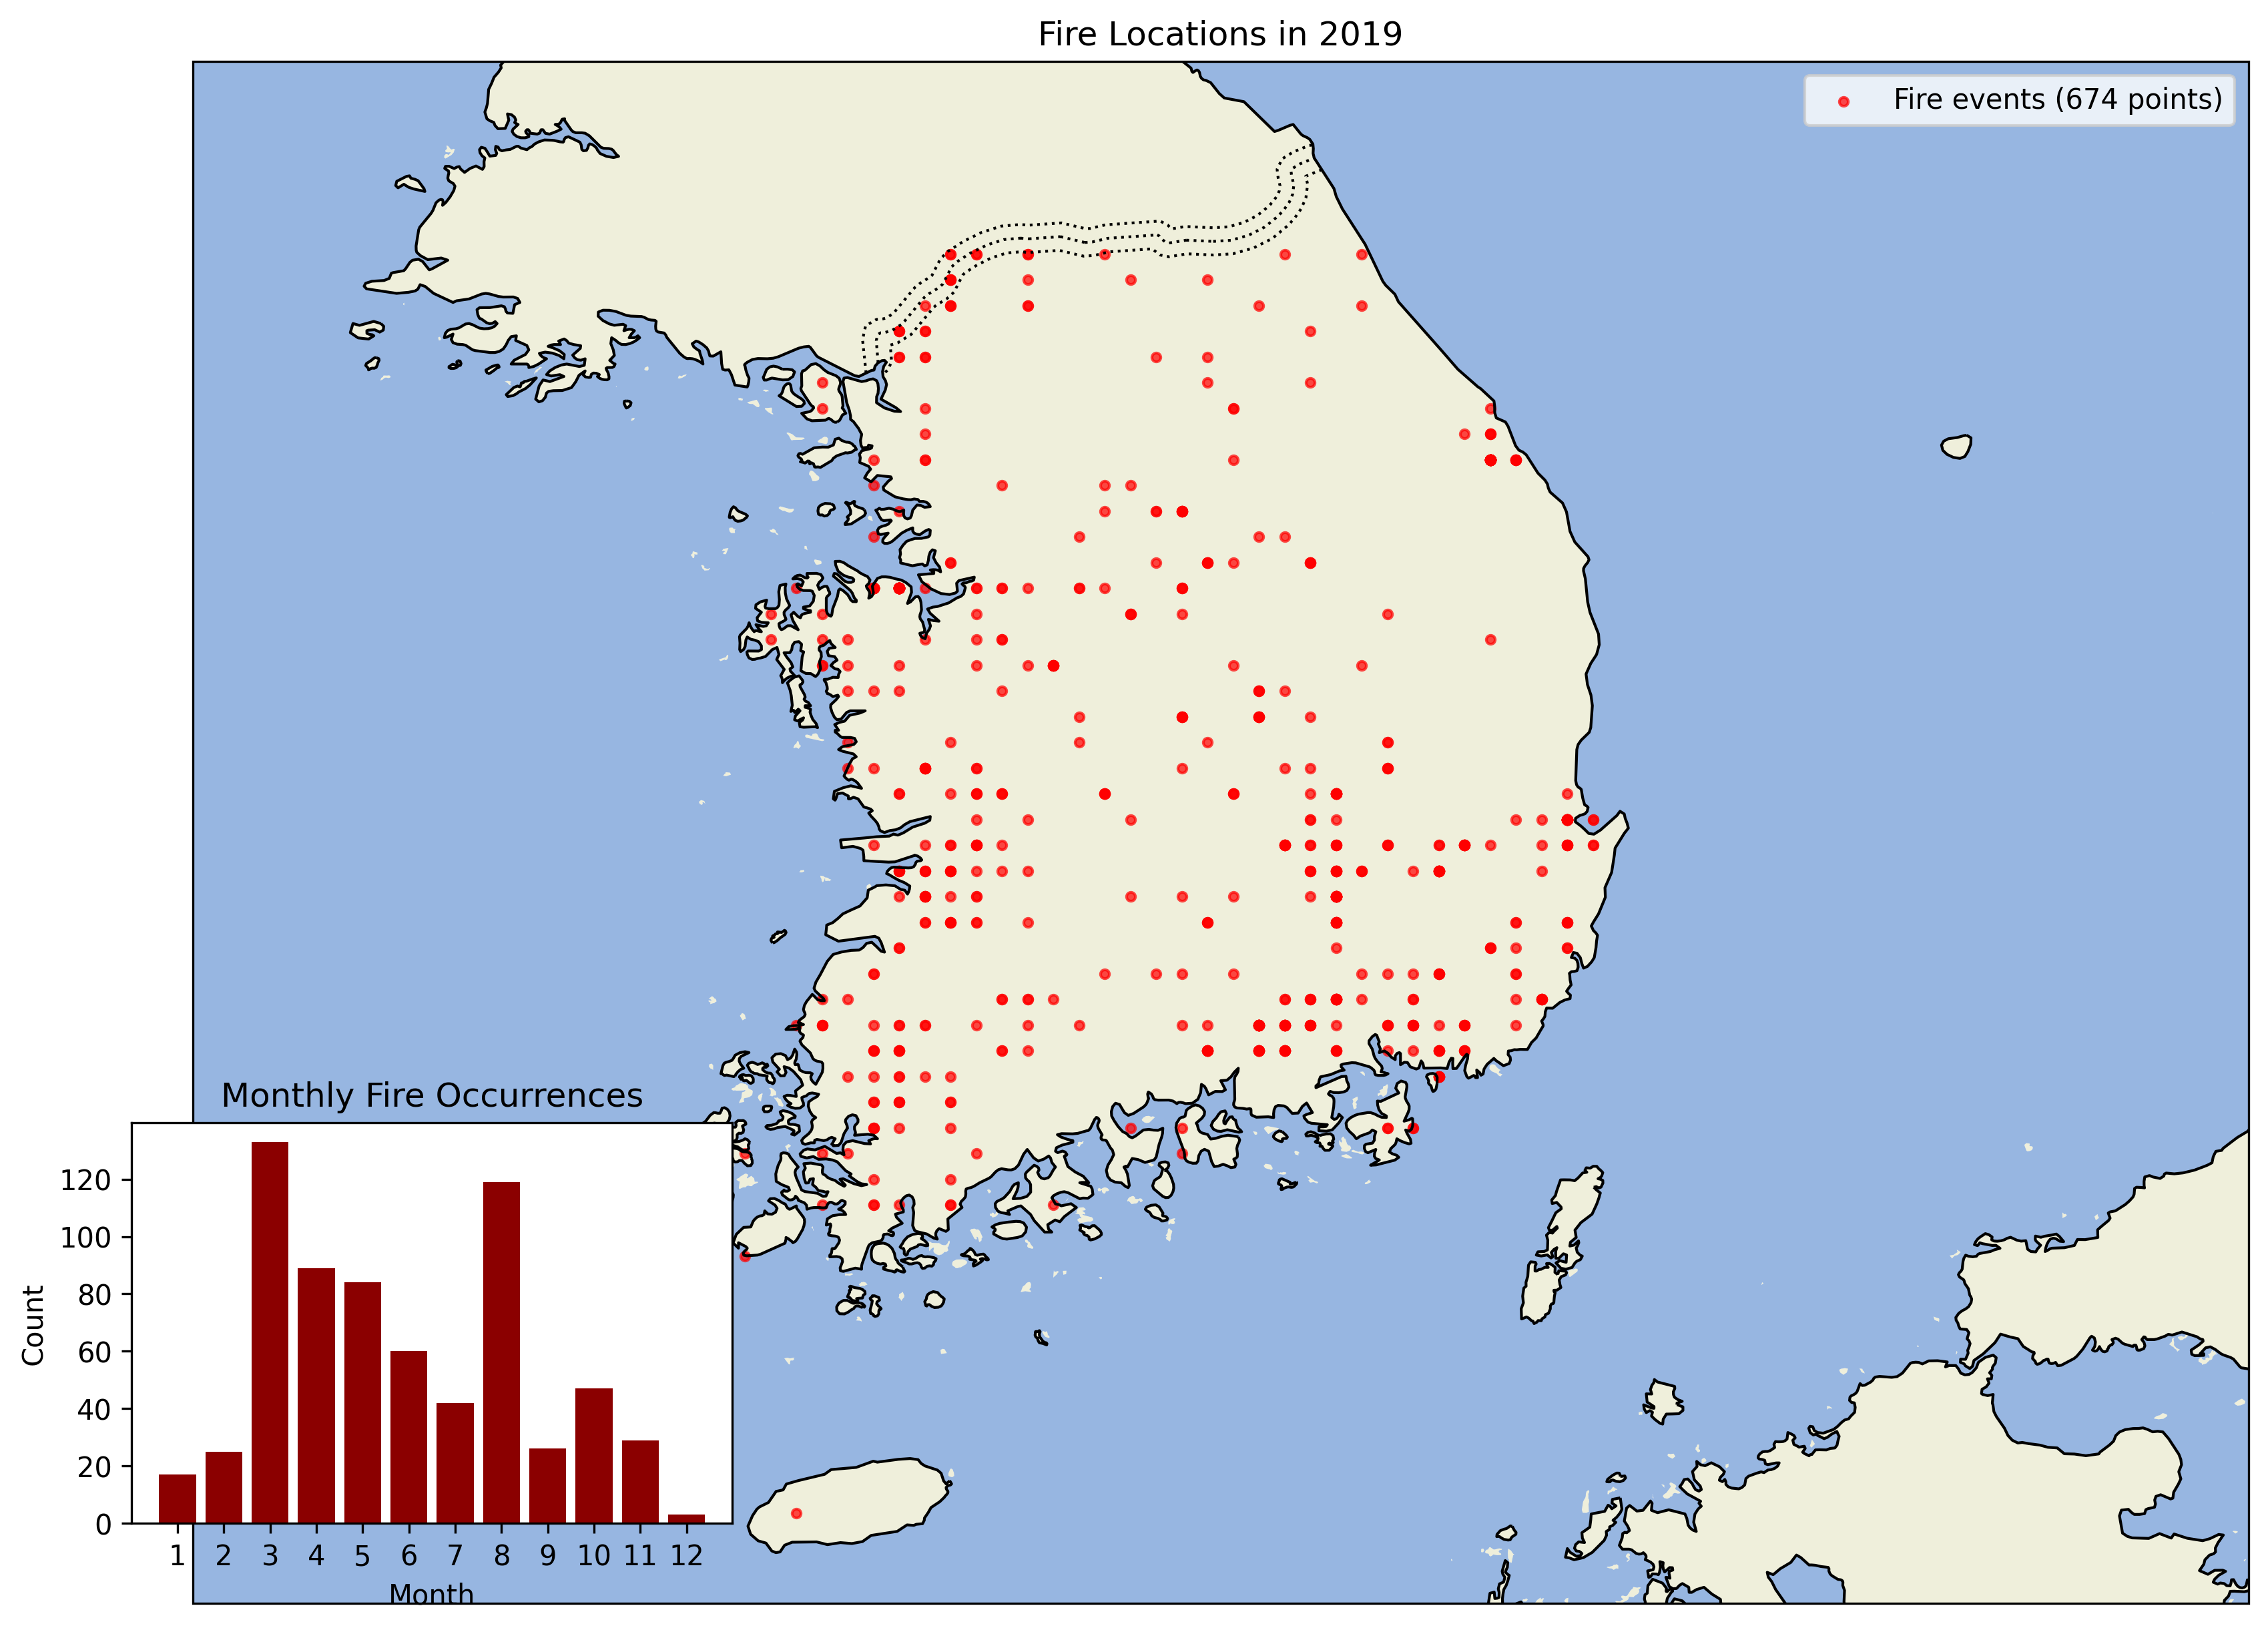 Fire Locations in 2019
Fire events (674 points)
Monthly Fire Occurrences
120
100
80
60
40
20
0
Count
1 2 3 4 5 6 7 8 9 10 11 12
Month